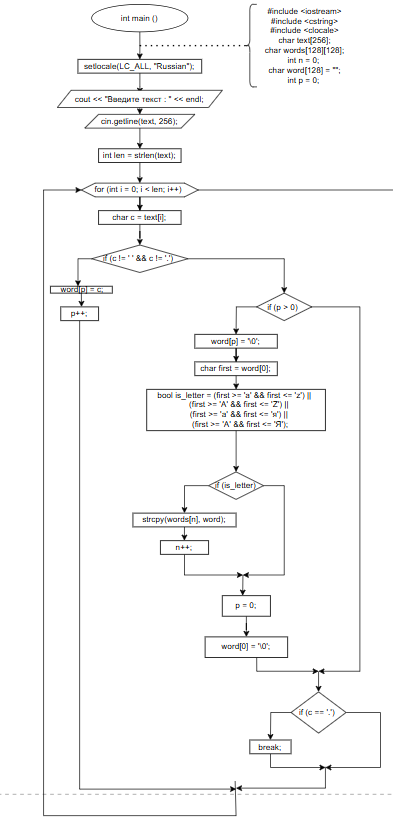 int main ()
#include <iostream>
#include <cstring>
#include <clocale>
char text[256];
char words[128][128];
int n = 0;
char word[128] = "";
int p = 0;
setlocale(LC_ALL, "Russian");
cout << "Введите текст : " << endl;
cin.getline(text, 256);
int len = strlen(text);
for (int i = 0; i < len; i++)
char c = text[i];
if (c != ' ' && c != '.')
word[p] = c;
p++;
if (p > 0)
word[p] = '\0';
char first = word[0];
bool is_letter = (first >= 'a' && first <= 'z') ||
(first >= 'A' && first <= 'Z') ||
(first >= 'а' && first <= 'я') ||
(first >= 'А' && first <= 'Я');
if (is_letter)
strcpy(words[n], word);
n++;
p = 0;
word[0] = '\0';
if (c == '.')
break;